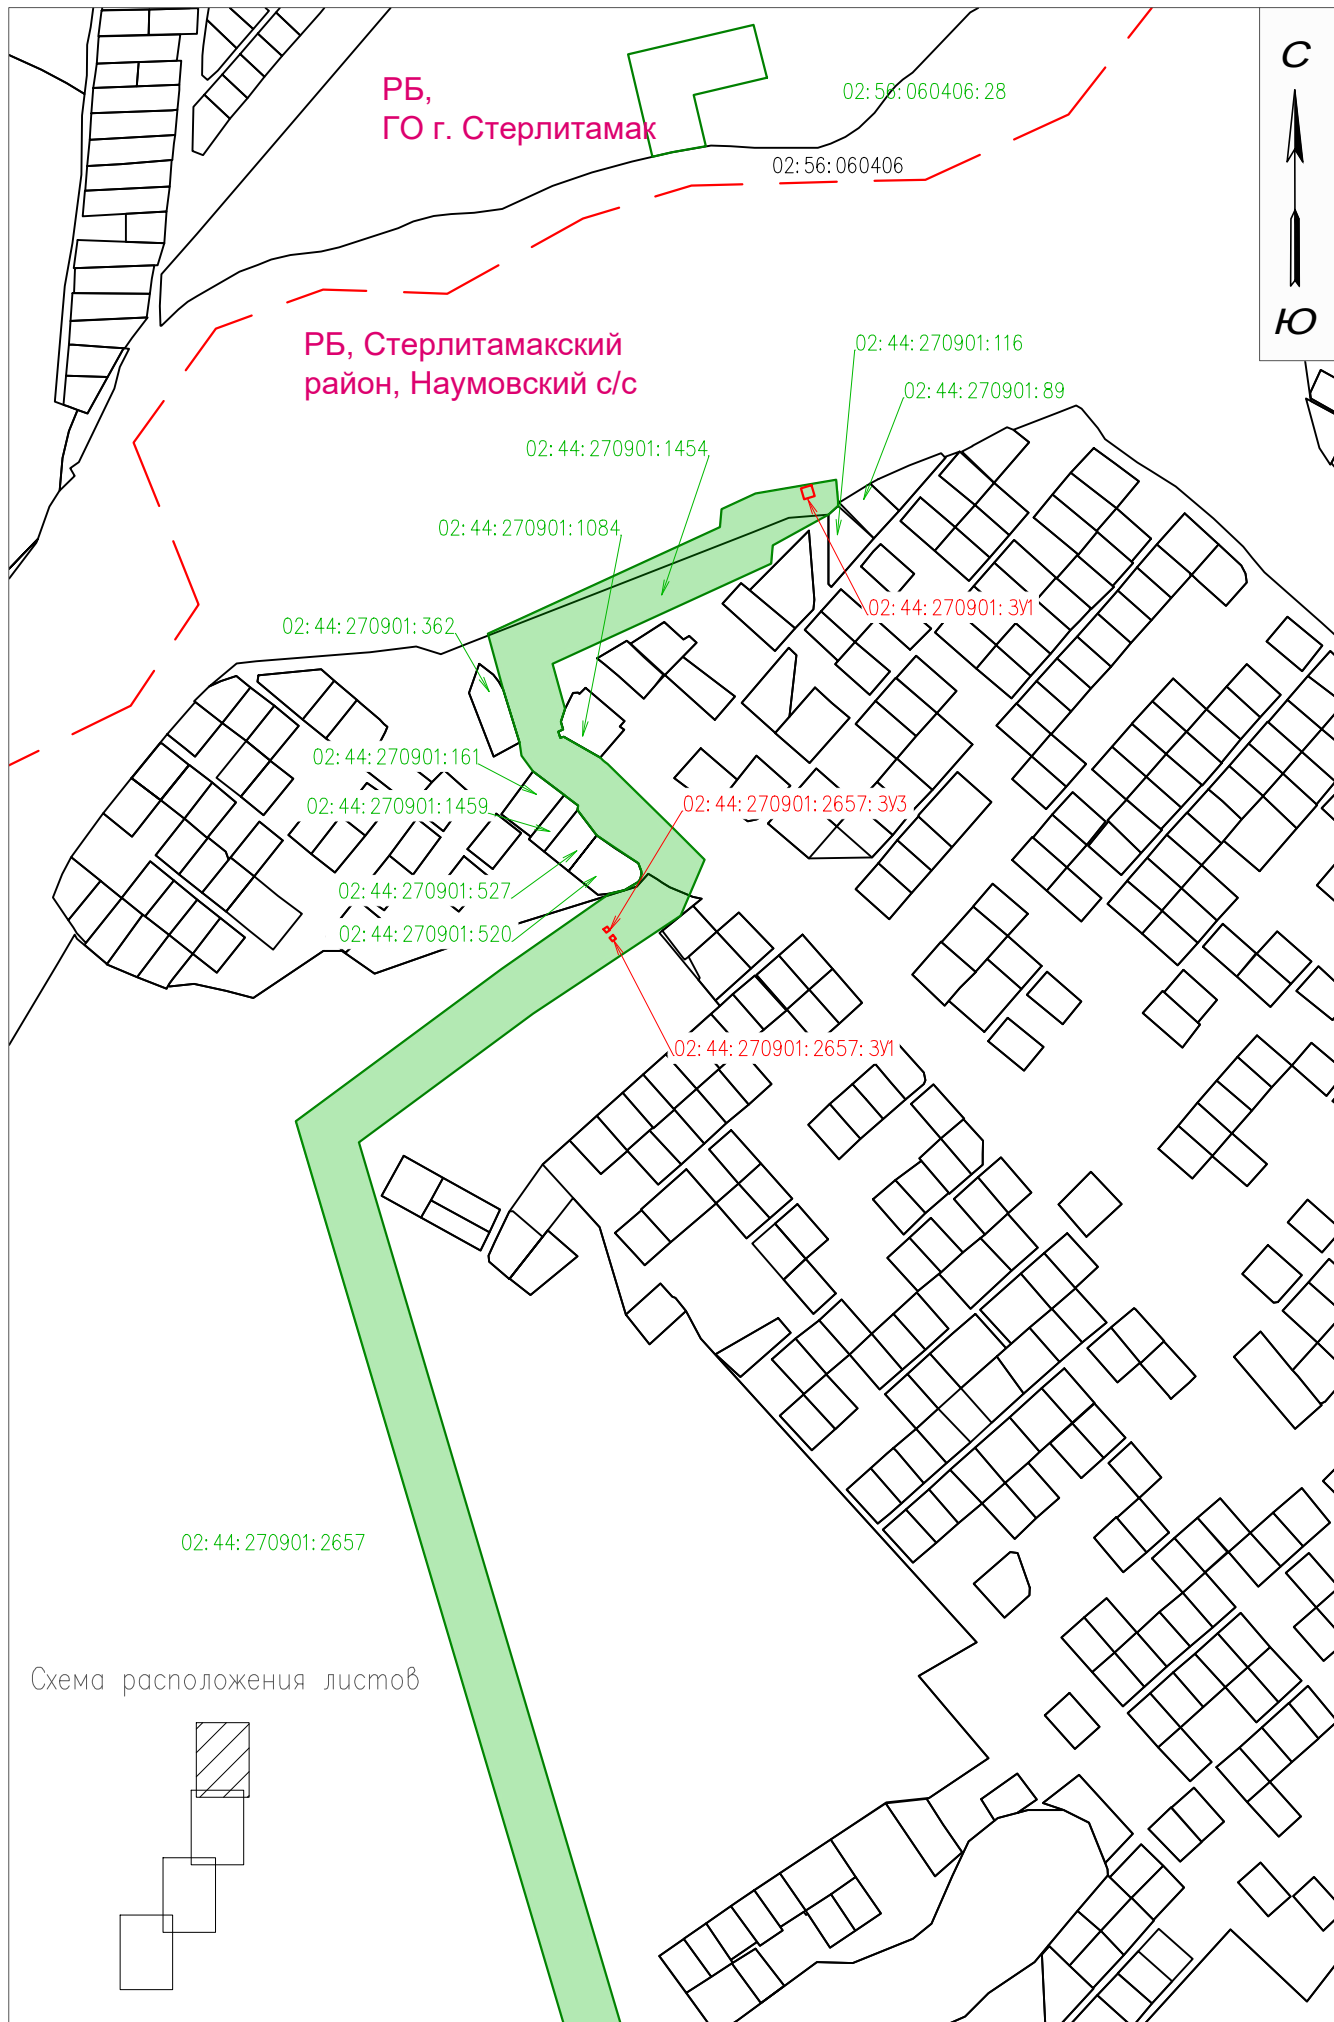 С
РБ,
ГО г. Стерлитамак
02:56:060406:28
02:56:060406
Ю
РБ, Стерлитамакский
район, Наумовский с/с
02:44:270901:116
02:44:270901:89
02:44:270901:1454
02:44:270901:1084
02:44:270901:ЗУ1
02:44:270901:362
02:44:270901:161
02:44:270901:1459
02:44:270901:2657:ЗУ3
02:44:270901:527
02:44:270901:520
02:44:270901:2657:ЗУ1
02:44:270901:2657
Схема расположения листов